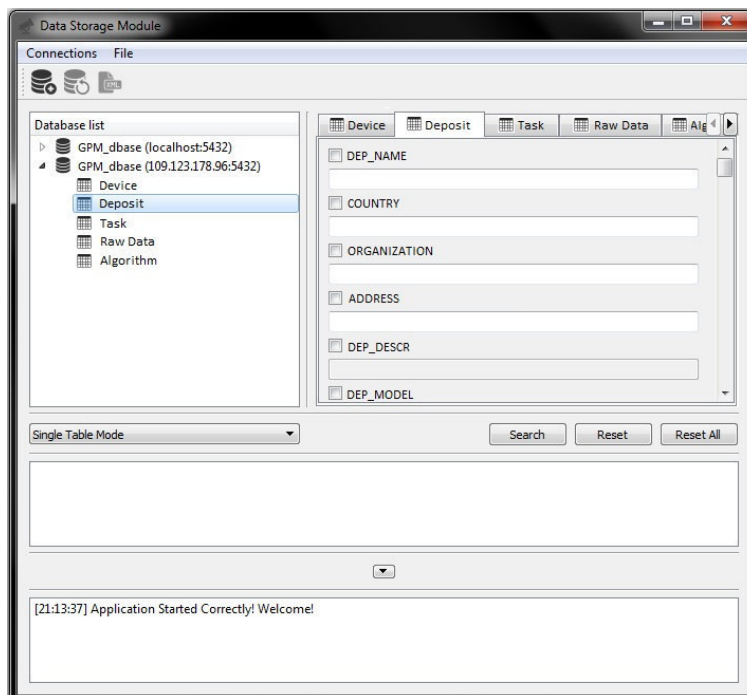 Data Storage Module
Connections File
XML
Database list
GPM_dbase (localhost:5432)
GPM_dbase (109.123.178.96:5432)
Device
Deposit
Task
Raw Data
Algorithm
Device Deposit Task Raw Data Alg
DEP_NAME
COUNTRY
ORGANIZATION
ADDRESS
DEP_DESCR
DEP_MODEL
Single Table Mode
Search Reset Reset All
[21:13:37] Application Started Correctly! Welcome!